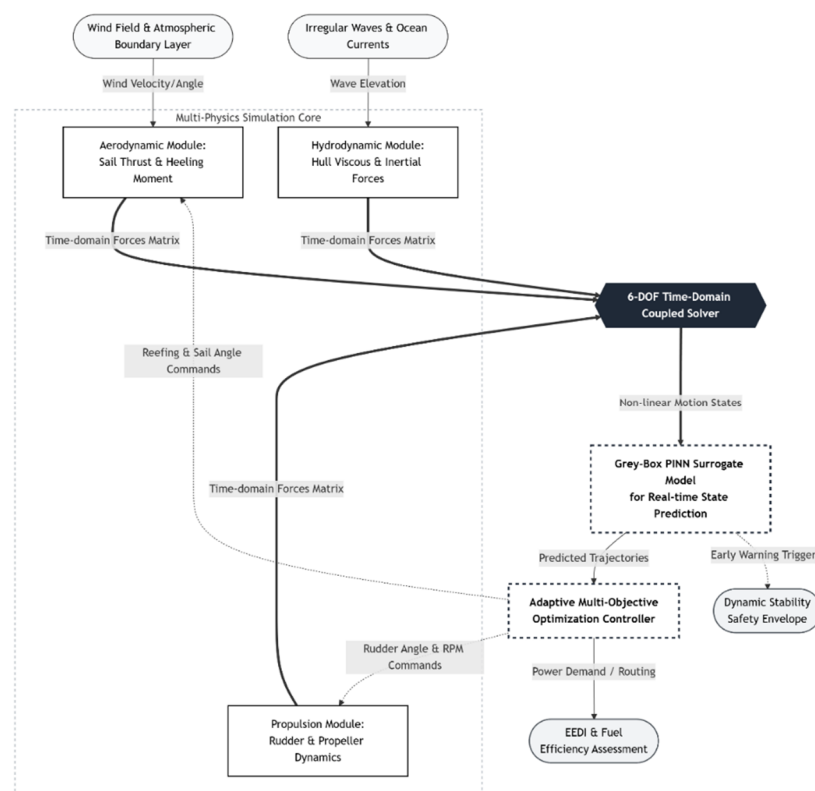 Wind Field & Atmospheric
Boundary Layer
Irregular Waves & Ocean
Currents
Wind Velocity/Angle
Wave Elevation
Multi-Physics Simulation Core
Aerodynamic Module:
Sail Thrust & Heeling
Moment
Hydrodynamic Module:
Hull Viscous & Inertial
Forces
Time-domain Forces Matrix
Time-domain Forces Matrix
6-DOF Time-Domain
Coupled Solver
Reefing & Sail Angle
Commands
Non-linear Motion States
Grey-Box PINN Surrogate
Model
for Real-time State
Prediction
Time-domain Forces Matrix
Predicted Trajectories
Early Warning Trigger
Adaptive Multi-Objective
Optimization Controller
Dynamic Stability
Safety Envelope
Rudder Angle & RPM
Commands
Power Demand / Routing
Propulsion Module:
Rudder & Propeller
Dynamics
EEDI & Fuel
Efficiency Assessment